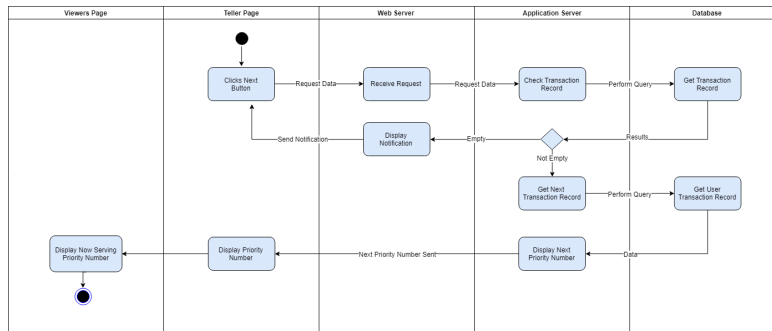 Viewers Page
Teller Page
Web Server
Application Server
Database
Clicks Next
Button
Request Data
Receive Request
Request Data
Check Transaction
Record
Perform Query
Get Transaction
Record
Send Notification
Display
Notification
Empty
Results
Not Empty
Get Next
Transaction Record
Perform Query
Get User
Transaction Record
Display Now Serving
Priority Number
Display Priority
Number
Next Priority Number Sent
Display Next
Priority Number
Data